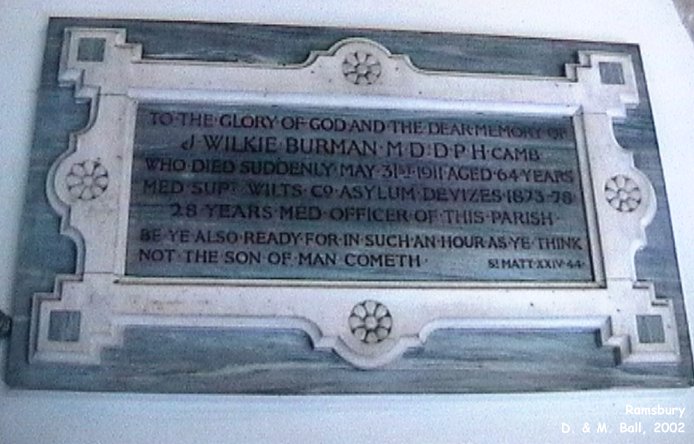 TO·THE·GLORY OF·GOD AND·THE DEAR·MEMORY OF
J·WILKIE BURMAN·M·D:·D·P·H·CAMB
WHO·DIED SUDDENLY·MAY·31ST·1911·AGED·64·YEARS
MED·SUPT·WILTS·CO·ASYLUM·DEVIZES·1873-78·
28 YEARS·MED OFFICER OF·THIS·PARISH·
BE·YE·ALSO·READY·FOR·IN·SUCH·AN·HOUR·AS·YE·THINK
NOT·THE SON OF·MAN COMETH·
ST MATT·XXIV·44·
Ramsbury
D. & M. Ball, 2002